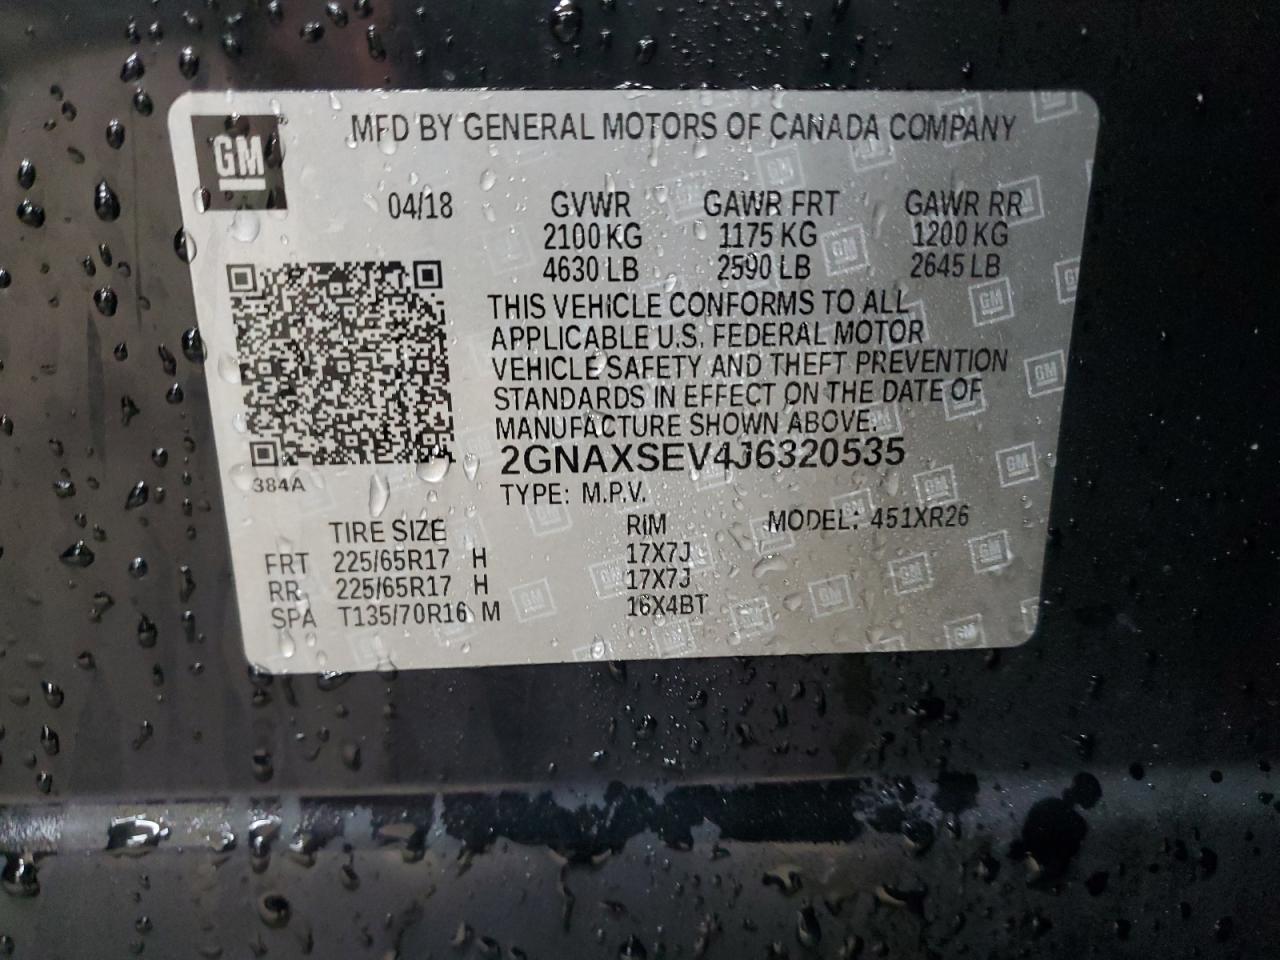 GM
MFD BY GENERAL MOTORS OF CANADA COMPANY
04/18 GVWR GAWR FRT GAWR RR
2100 KG 1175 KG 1200 KG
4630 LB 2590 LB 2645 LB
THIS VEHICLE CONFORMS TO ALL
APPLICABLE U.S. FEDERAL MOTOR
VEHICLE SAFETY AND THEFT PREVENTION
STANDARDS IN EFFECT ON THE DATE OF
MANUFACTURE SHOWN ABOVE.
2GNAXSEV4J6320535
384A
TYPE: M.P.V.
TIRE SIZE RIM MODEL: 451XR26
FRT 225/65R17 H 17X7J
RR 225/65R17 H 17X7J
SPA T135/70R16 M 16X4BT